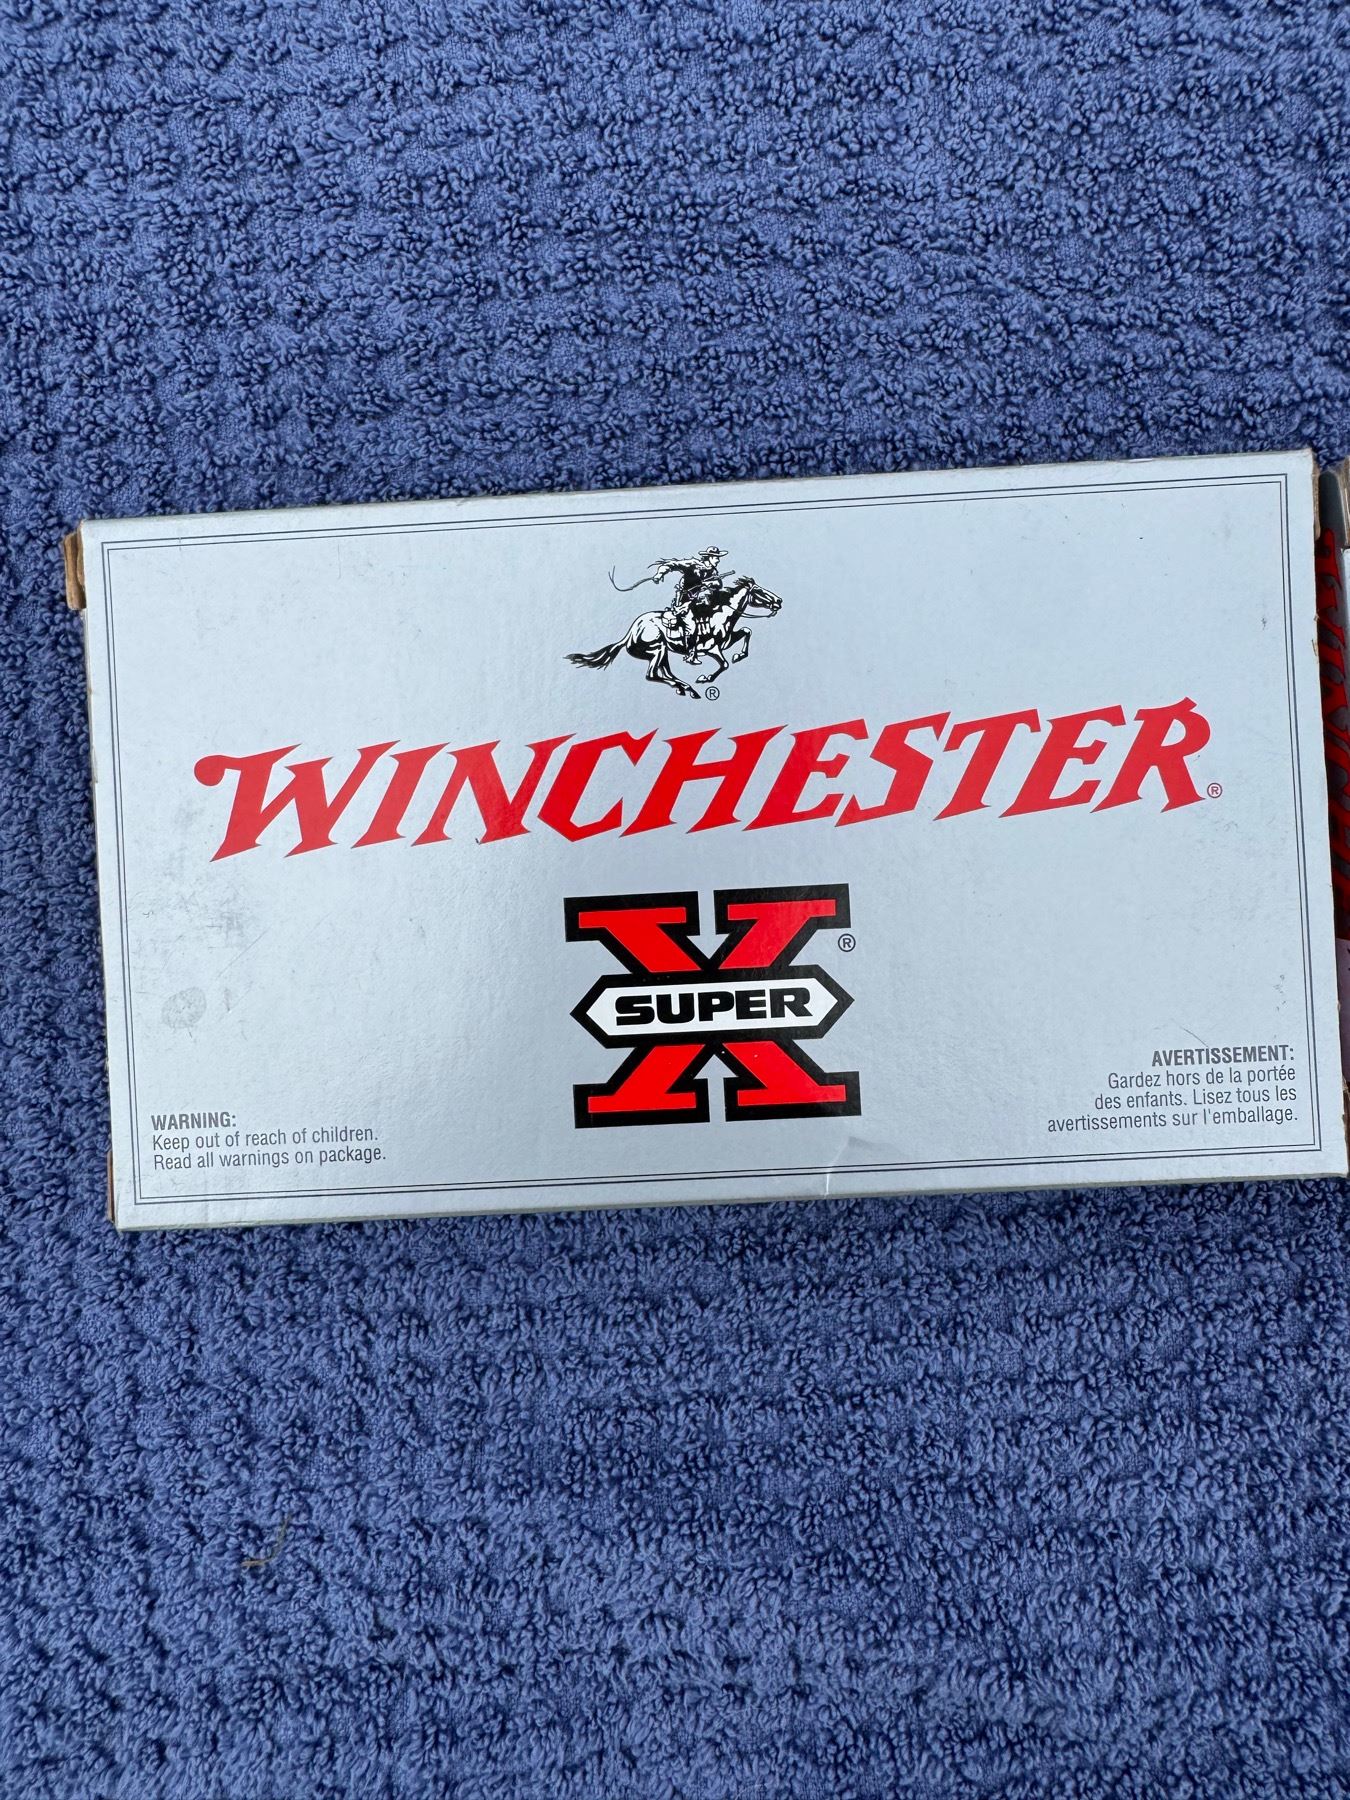 ®
WINCHESTER®
X®
SUPER
WARNING:
Keep out of reach of children.
Read all warnings on package.
AVERTISSEMENT:
Gardez hors de la portée
des enfants. Lisez tous les
avertissements sur l'emballage.